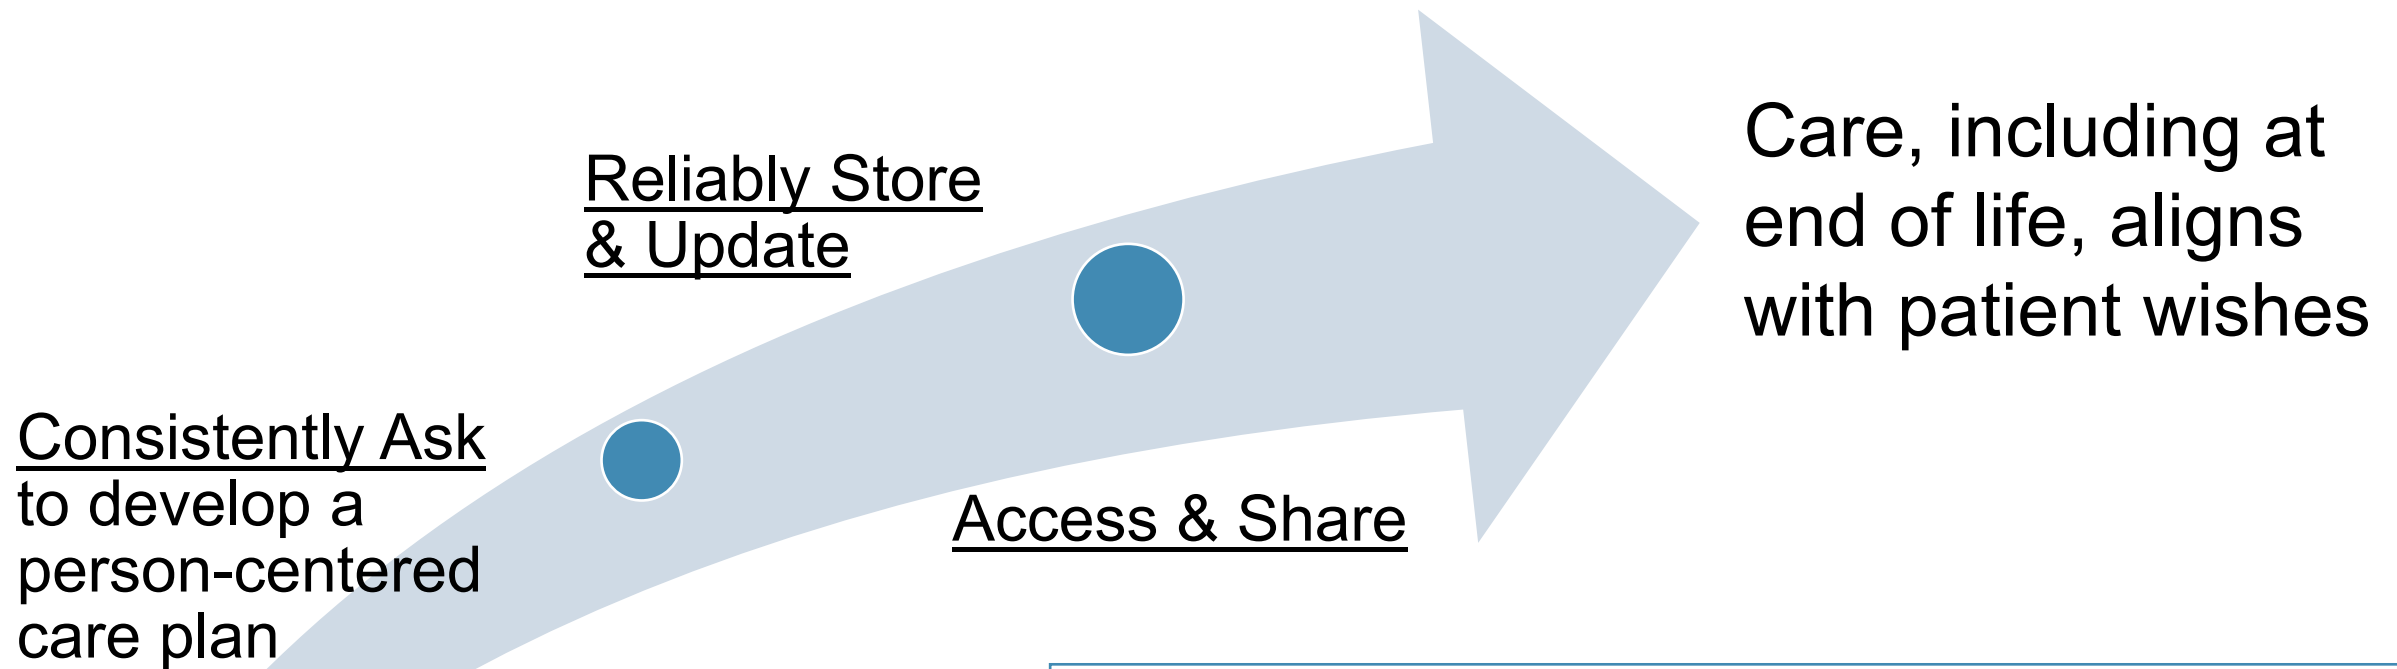 Consistently Ask
to develop a
person-centered
care plan
Reliably Store
& Update
Access & Share
Care, including at
end of life, aligns
with patient wishes